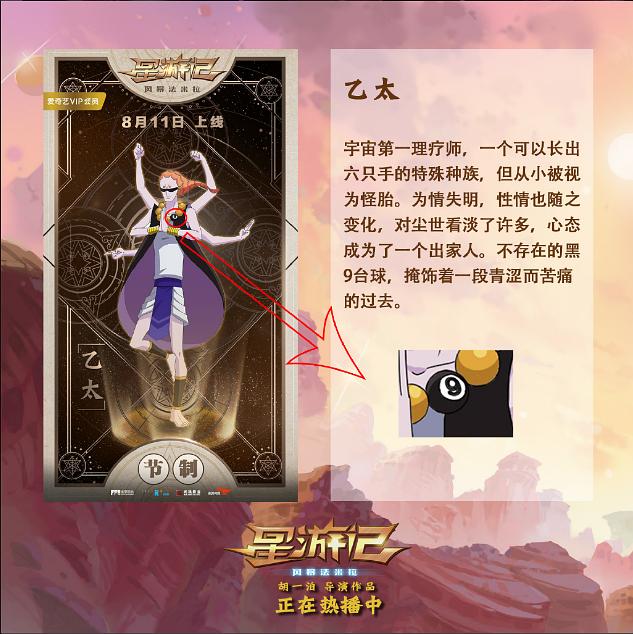 星游记
风暴法米拉
爱奇艺VIP会员
8月11日 上线
乙太
节制
乙太
宇宙第一理疗师，一个可以长出
六只手的特殊种族，但从小被视
为怪胎。为情失明，性情也随之
变化，对尘世看淡了许多，心态
成为了一个出家人。不存在的黑
9台球，掩饰着一段青涩而苦痛
的过去。
星游记
风暴法米拉
胡一泊 导演作品
正在热播中